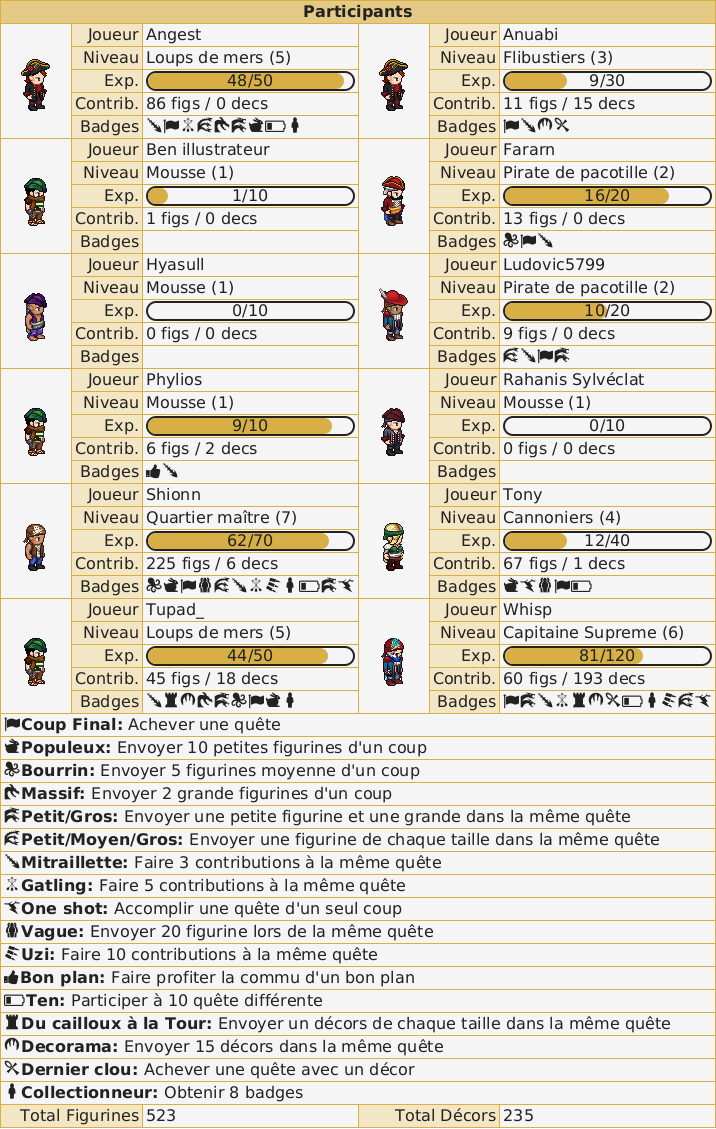 Participants
Joueur Angest
Niveau Loups de mers (5)
Exp. 48/50
Contrib. 86 figs / 0 decs
Badges
Joueur Anuabi
Niveau Flibustiers (3)
Exp. 9/30
Contrib. 11 figs / 15 decs
Badges
Joueur Ben illustrateur
Niveau Mousse (1)
Exp. 1/10
Contrib. 1 figs / 0 decs
Badges
Joueur Fararn
Niveau Pirate de pacotille (2)
Exp. 16/20
Contrib. 13 figs / 0 decs
Badges
Joueur Hyasull
Niveau Mousse (1)
Exp. 0/10
Contrib. 0 figs / 0 decs
Badges
Joueur Ludovic5799
Niveau Pirate de pacotille (2)
Exp. 10/20
Contrib. 9 figs / 0 decs
Badges
Joueur Phylios
Niveau Mousse (1)
Exp. 9/10
Contrib. 6 figs / 2 decs
Badges
Joueur Rahanis Sylvéclat
Niveau Mousse (1)
Exp. 0/10
Contrib. 0 figs / 0 decs
Badges
Joueur Shionn
Niveau Quartier maître (7)
Exp. 62/70
Contrib. 225 figs / 6 decs
Badges
Joueur Tony
Niveau Cannoniers (4)
Exp. 12/40
Contrib. 67 figs / 1 decs
Badges
Joueur Tupad_
Niveau Loups de mers (5)
Exp. 44/50
Contrib. 45 figs / 18 decs
Badges
Joueur Whisp
Niveau Capitaine Supreme (6)
Exp. 81/120
Contrib. 60 figs / 193 decs
Badges
Coup Final: Achever une quête
Populeux: Envoyer 10 petites figurines d'un coup
Bourrin: Envoyer 5 figurines moyenne d'un coup
Massif: Envoyer 2 grande figurines d'un coup
Petit/Gros: Envoyer une petite figurine et une grande dans la même quête
Petit/Moyen/Gros: Envoyer une figurine de chaque taille dans la même quête
Mitraillette: Faire 3 contributions à la même quête
Gatling: Faire 5 contributions à la même quête
One shot: Accomplir une quête d'un seul coup
Vague: Envoyer 20 figurine lors de la même quête
Uzi: Faire 10 contributions à la même quête
Bon plan: Faire profiter la commu d'un bon plan
Ten: Participer à 10 quête différente
Du cailloux à la Tour: Envoyer un décors de chaque taille dans la même quête
Decorama: Envoyer 15 décors dans la même quête
Dernier clou: Achever une quête avec un décor
Collectionneur: Obtenir 8 badges
Total Figurines 523
Total Décors 235